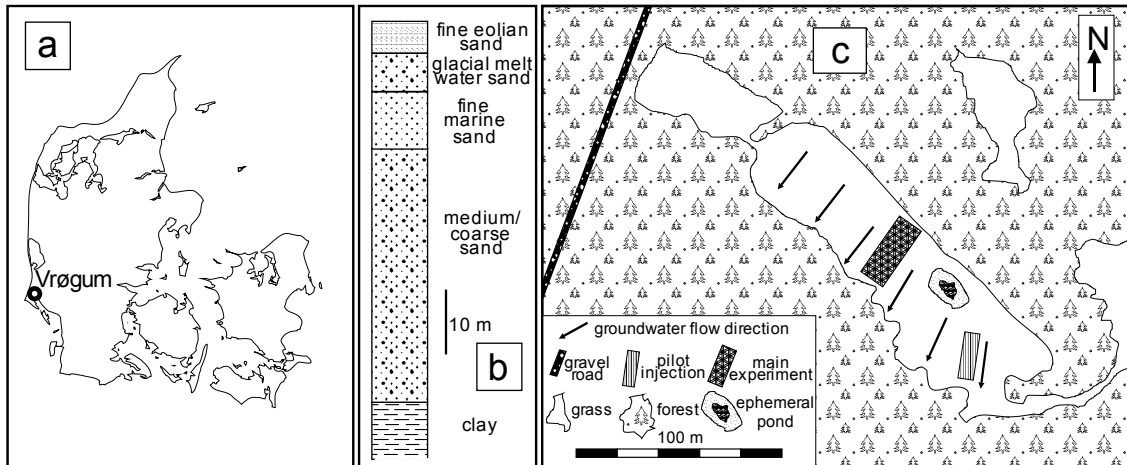 a
Vrøgum
fine eolian
sand
glacial melt
water sand
fine
marine
sand
medium/
coarse
sand
10 m
b
clay
c
N
groundwater flow direction
gravel
road
pilot
injection
main
experiment
grass
forest
ephemeral
pond
100 m